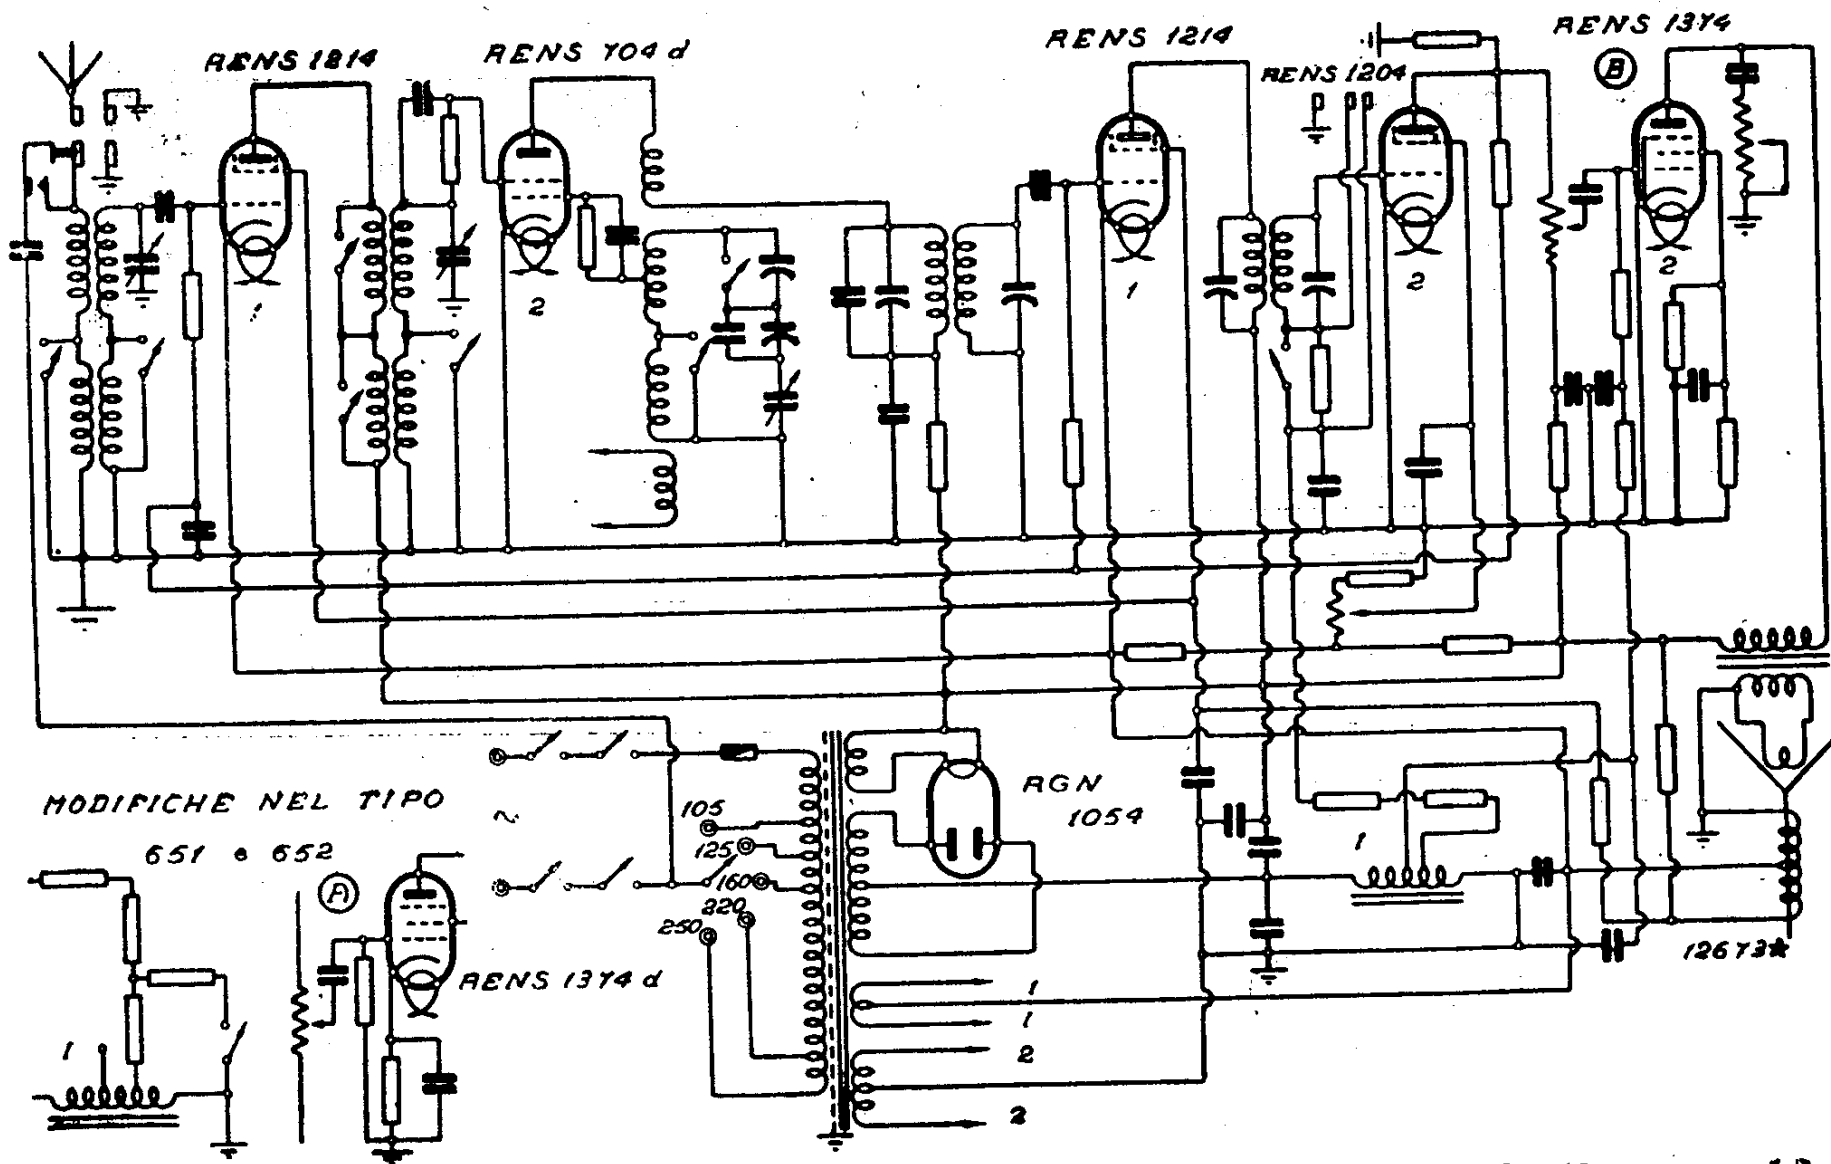 RENS 1814
RENS 704 d
RENS 1214
RENS 1204
RENS 1374
B
1
2
1
2
2
MODIFICHE NEL TIPO
651 e 652
A
RENS 1374 d
1
~
105
125
160
220
250
RGN
1054
1
12673*
1
1
2
2